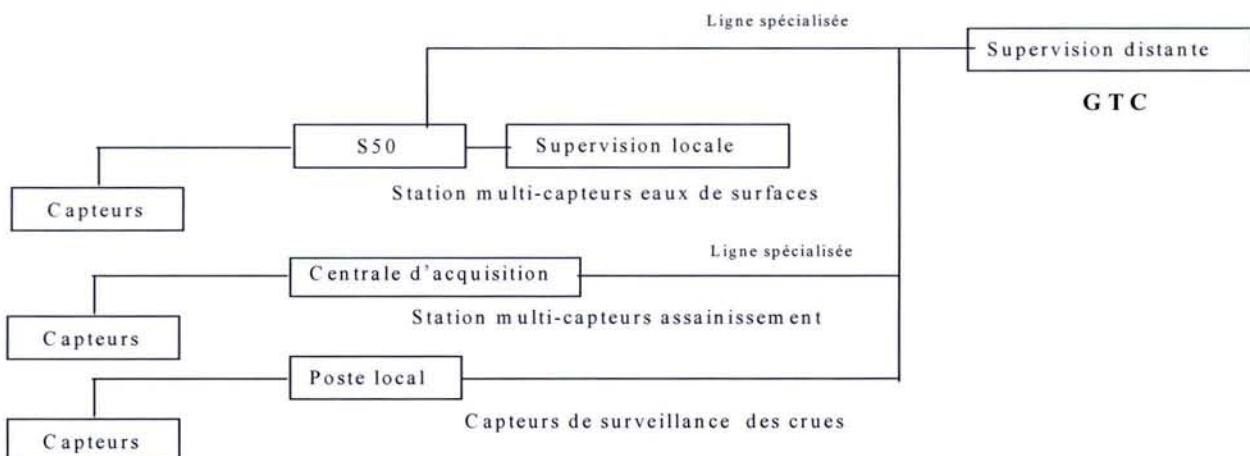 Ligne spécialisée
Supervision distante
GTC
S50
Supervision locale
Station multi-capteurs eaux de surfaces
Capteurs
Ligne spécialisée
Centrale d'acquisition
Station multi-capteurs assainissement
Capteurs
Poste local
Capteurs de surveillance des crues
Capteurs